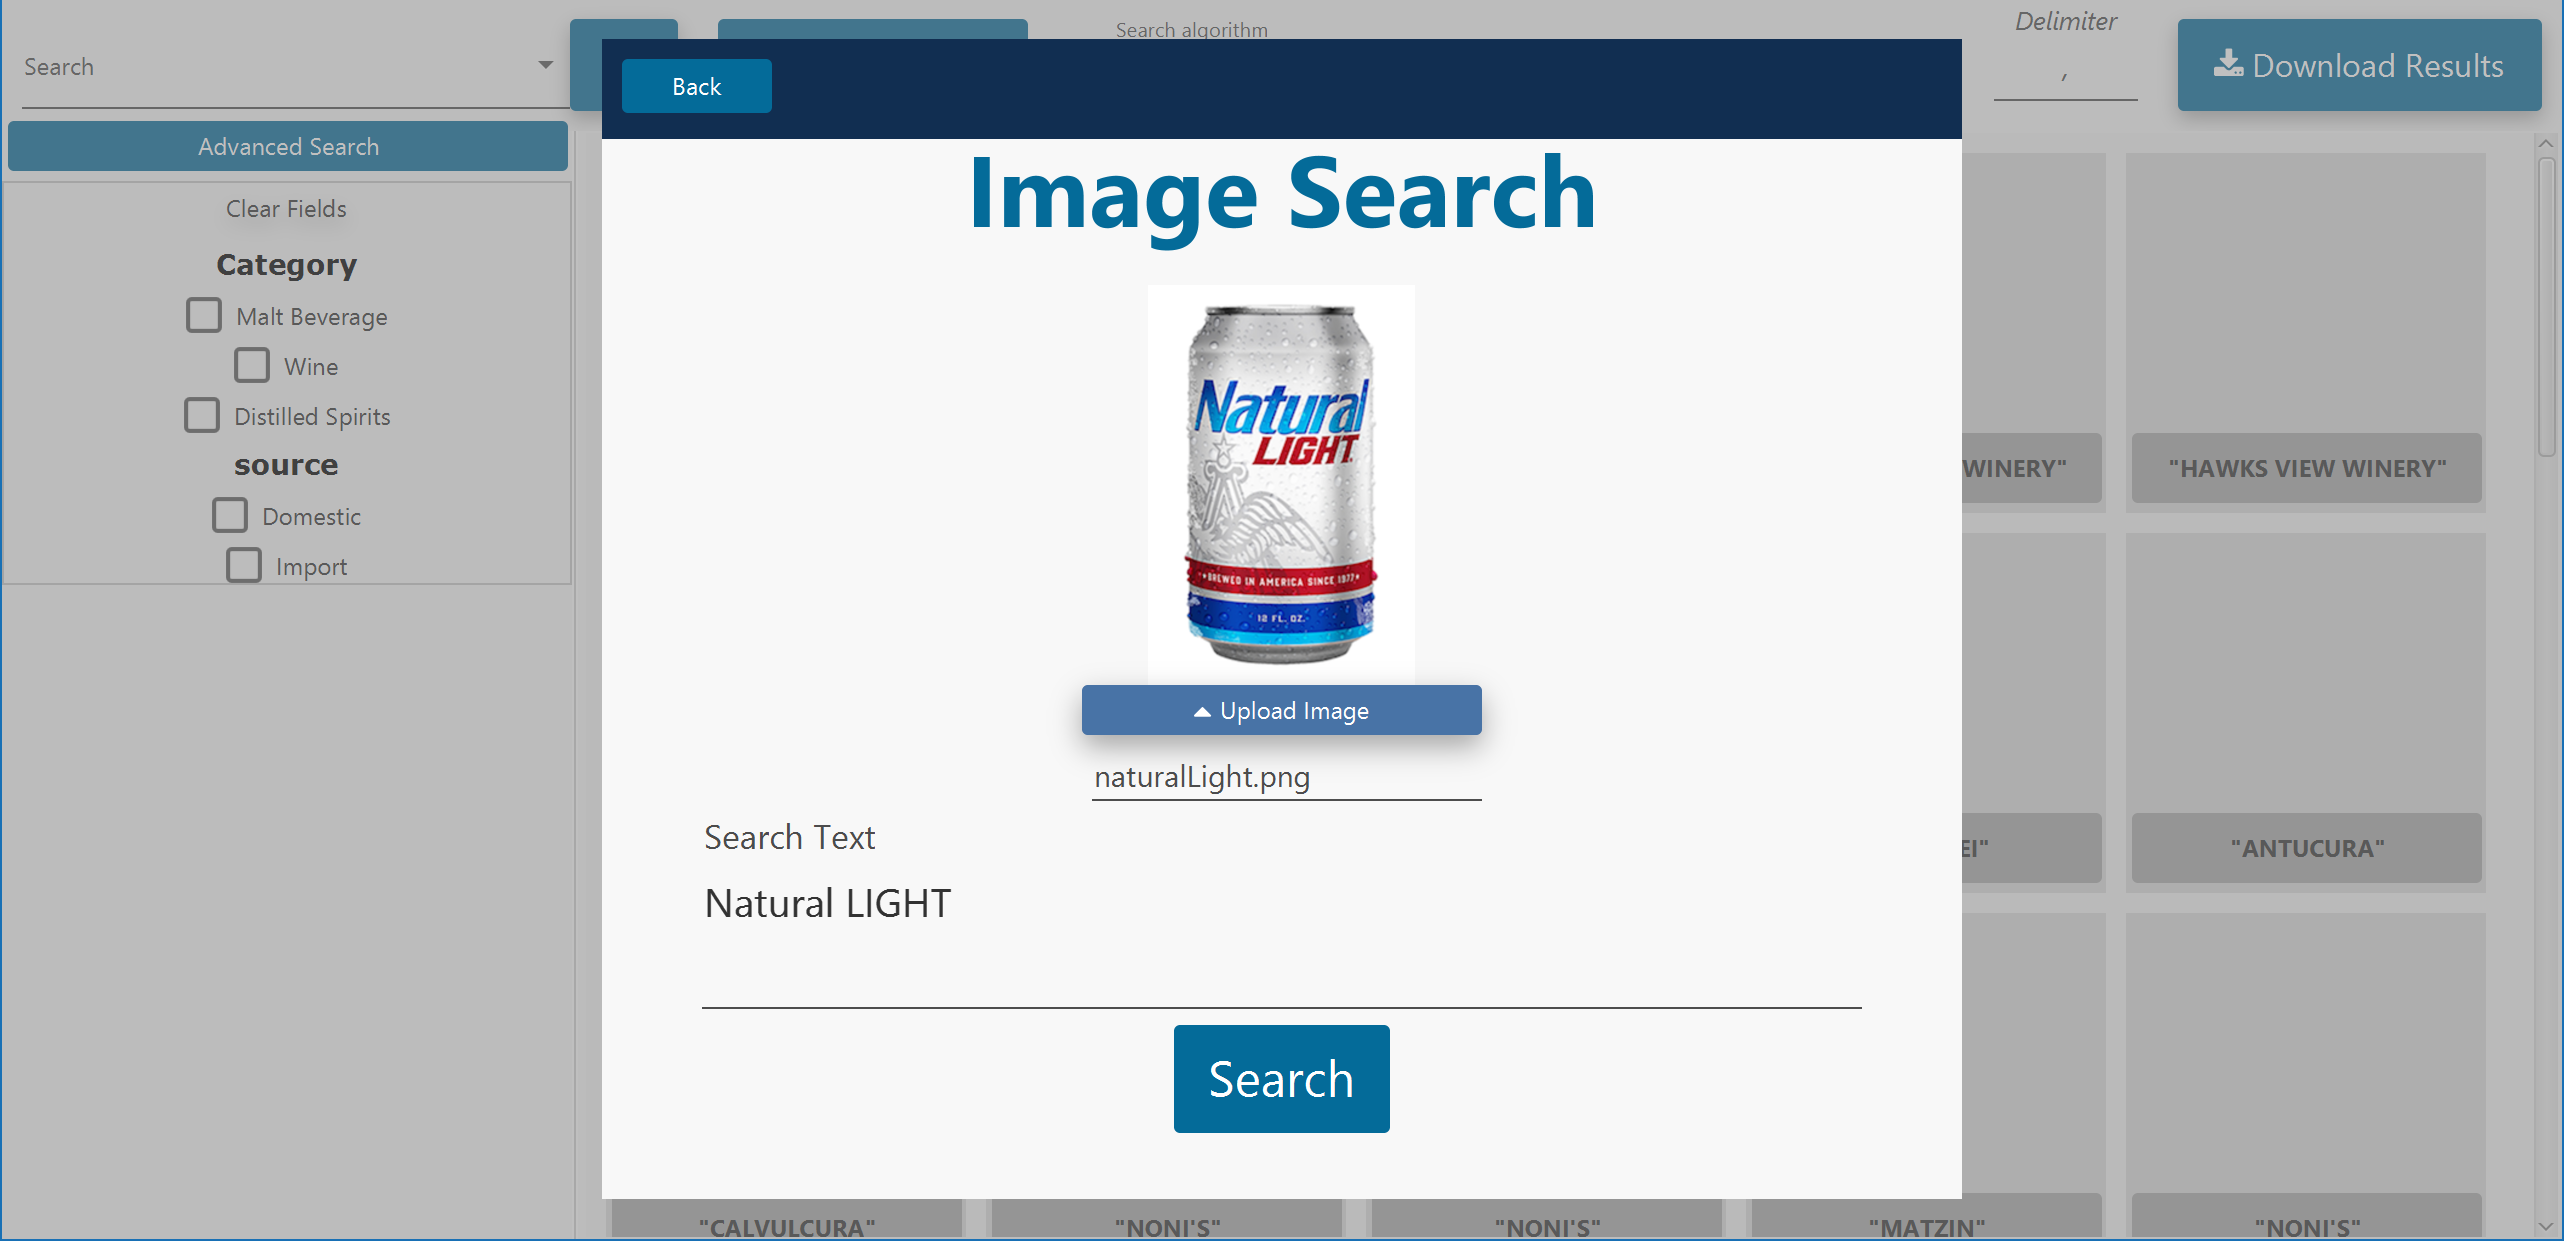 Search
Search algorithm
Delimiter
,
Download Results
Advanced Search
Clear Fields
Category
Malt Beverage
Wine
Distilled Spirits
source
Domestic
Import
Back
Image Search
Natural
LIGHT
BREWED IN AMERICA SINCE 1977
12 FL. OZ.
Upload Image
naturalLight.png
Search Text
Natural LIGHT
Search
WINERY"
"HAWKS VIEW WINERY"
EI"
"ANTUCURA"
"CALVULCURA"
"NONI'S"
"NONI'S"
"MATZIN"
"NONI'S"